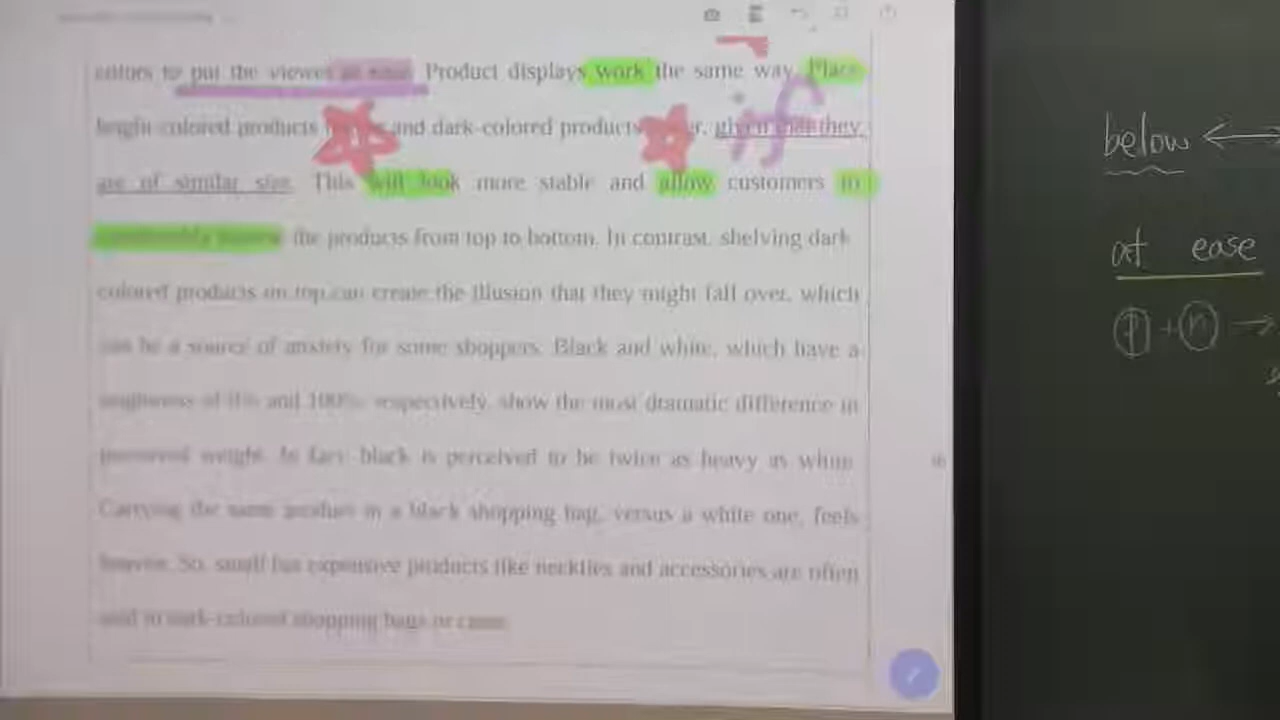 colors to put the viewer at ease. Product displays work the same way. Place
bright-colored products and dark-colored products given that they
are of similar size. This will look more stable and allow customers to
the products from top to bottom. In contrast, shelving dark-
colored products on top can create the illusion that they might fall over, which
can be a source of anxiety for some shoppers. Black and white, which have a
brightness of 0% and 100%, respectively, show the most dramatic difference in
perceived weight. In fact, black is perceived to be twice as heavy as white.
Carrying the same product in a black shopping bag, versus a white one, feels
heavier. So, small but expensive products like neckties and accessories are often
sold in dark-colored shopping bags or cases.
if
below ↔
at ease
p + n →